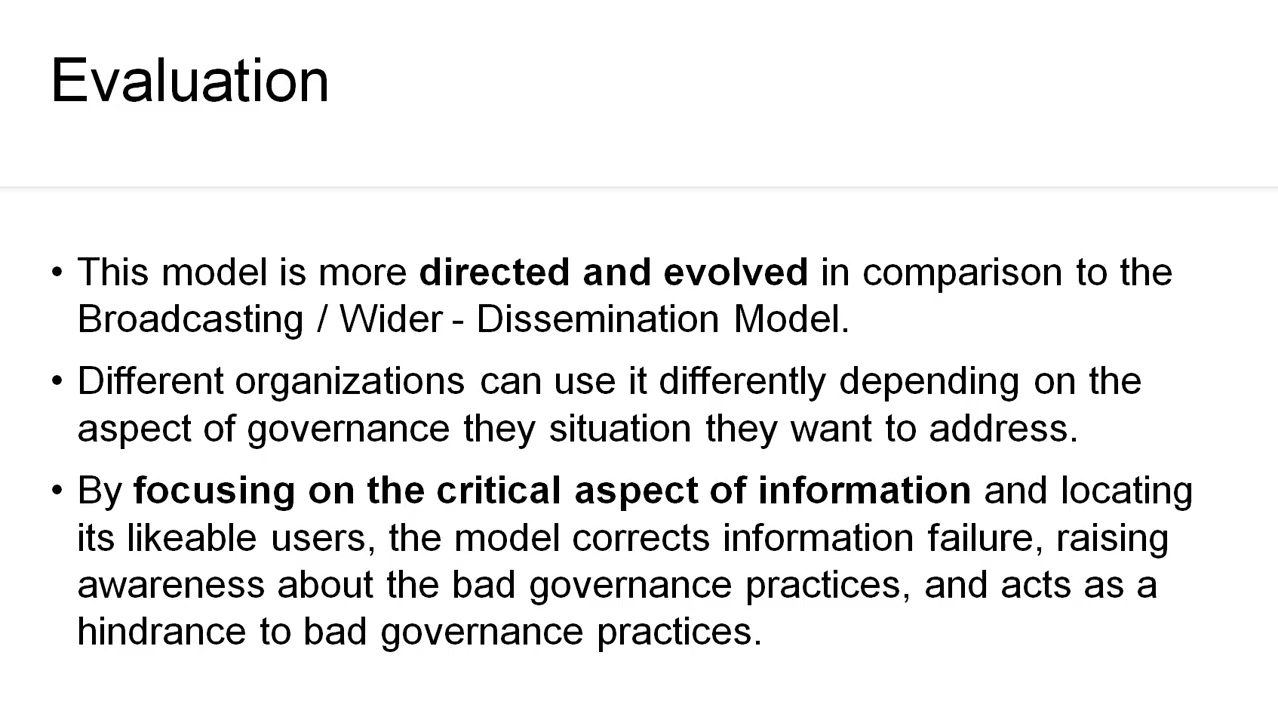 Evaluation
• This model is more directed and evolved in comparison to the
Broadcasting / Wider - Dissemination Model.
• Different organizations can use it differently depending on the
aspect of governance they situation they want to address.
• By focusing on the critical aspect of information and locating
its likeable users, the model corrects information failure, raising
awareness about the bad governance practices, and acts as a
hindrance to bad governance practices.